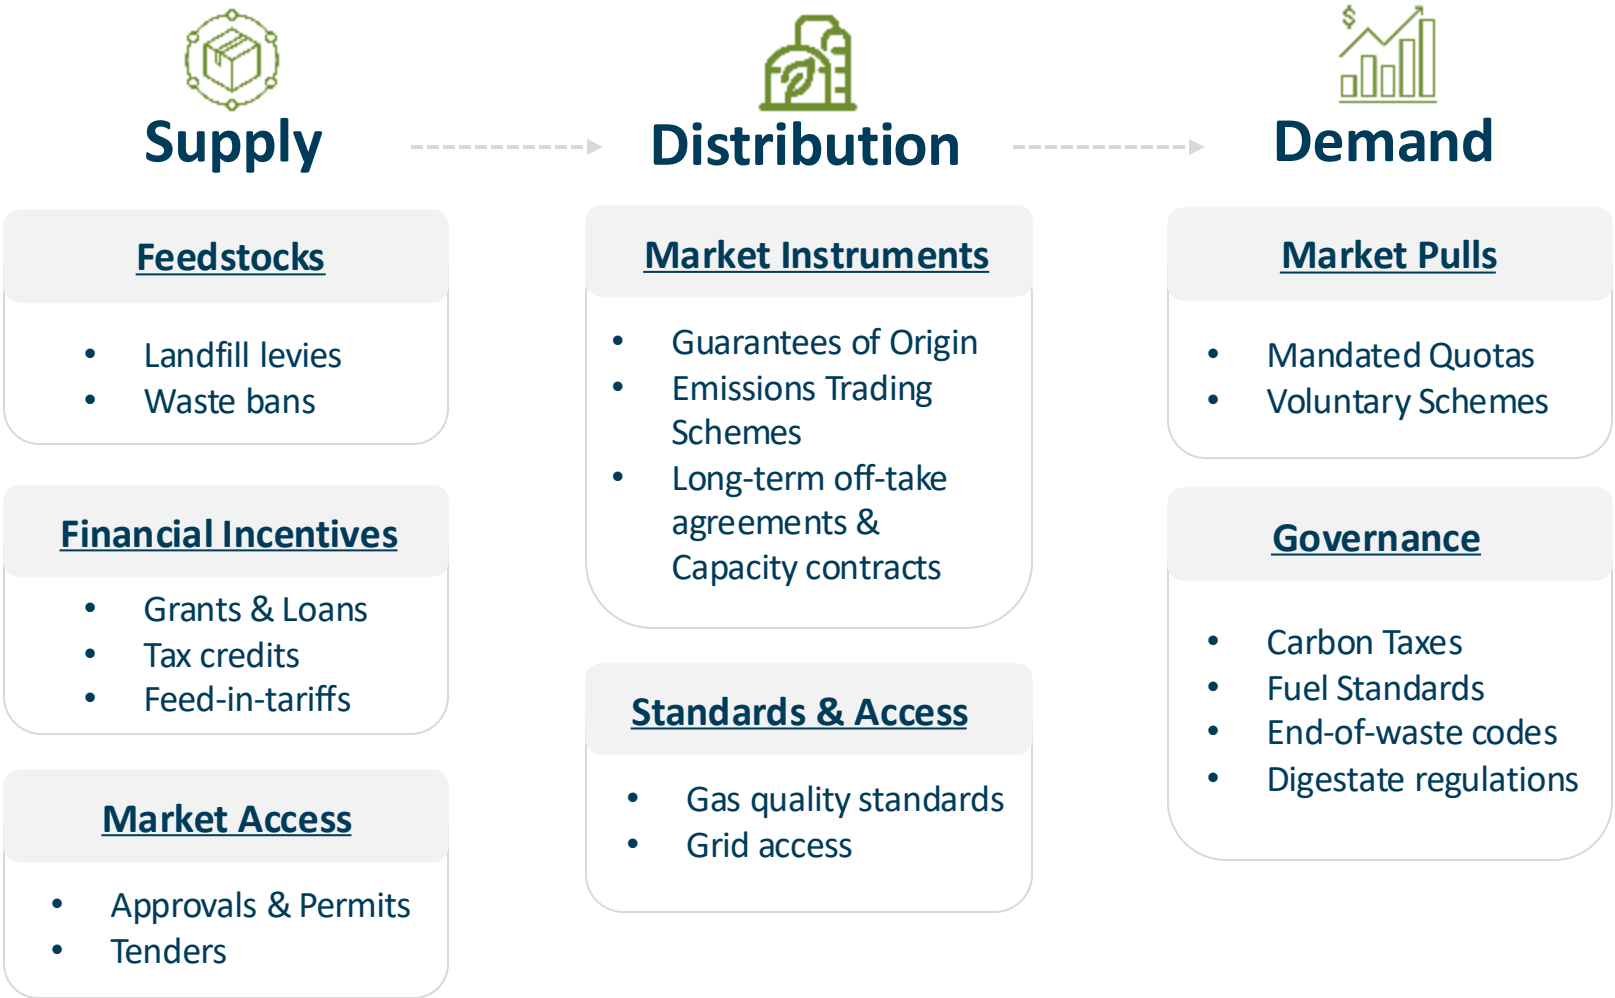 $
Supply
Distribution
Demand
Feedstocks
• Landfill levies
• Waste bans
Financial Incentives
• Grants & Loans
• Tax credits
• Feed-in-tariffs
Market Access
• Approvals & Permits
• Tenders
Market Instruments
• Guarantees of Origin
• Emissions Trading
Schemes
• Long-term off-take
agreements &
Capacity contracts
Standards & Access
• Gas quality standards
• Grid access
Market Pulls
• Mandated Quotas
• Voluntary Schemes
Governance
• Carbon Taxes
• Fuel Standards
• End-of-waste codes
• Digestate regulations